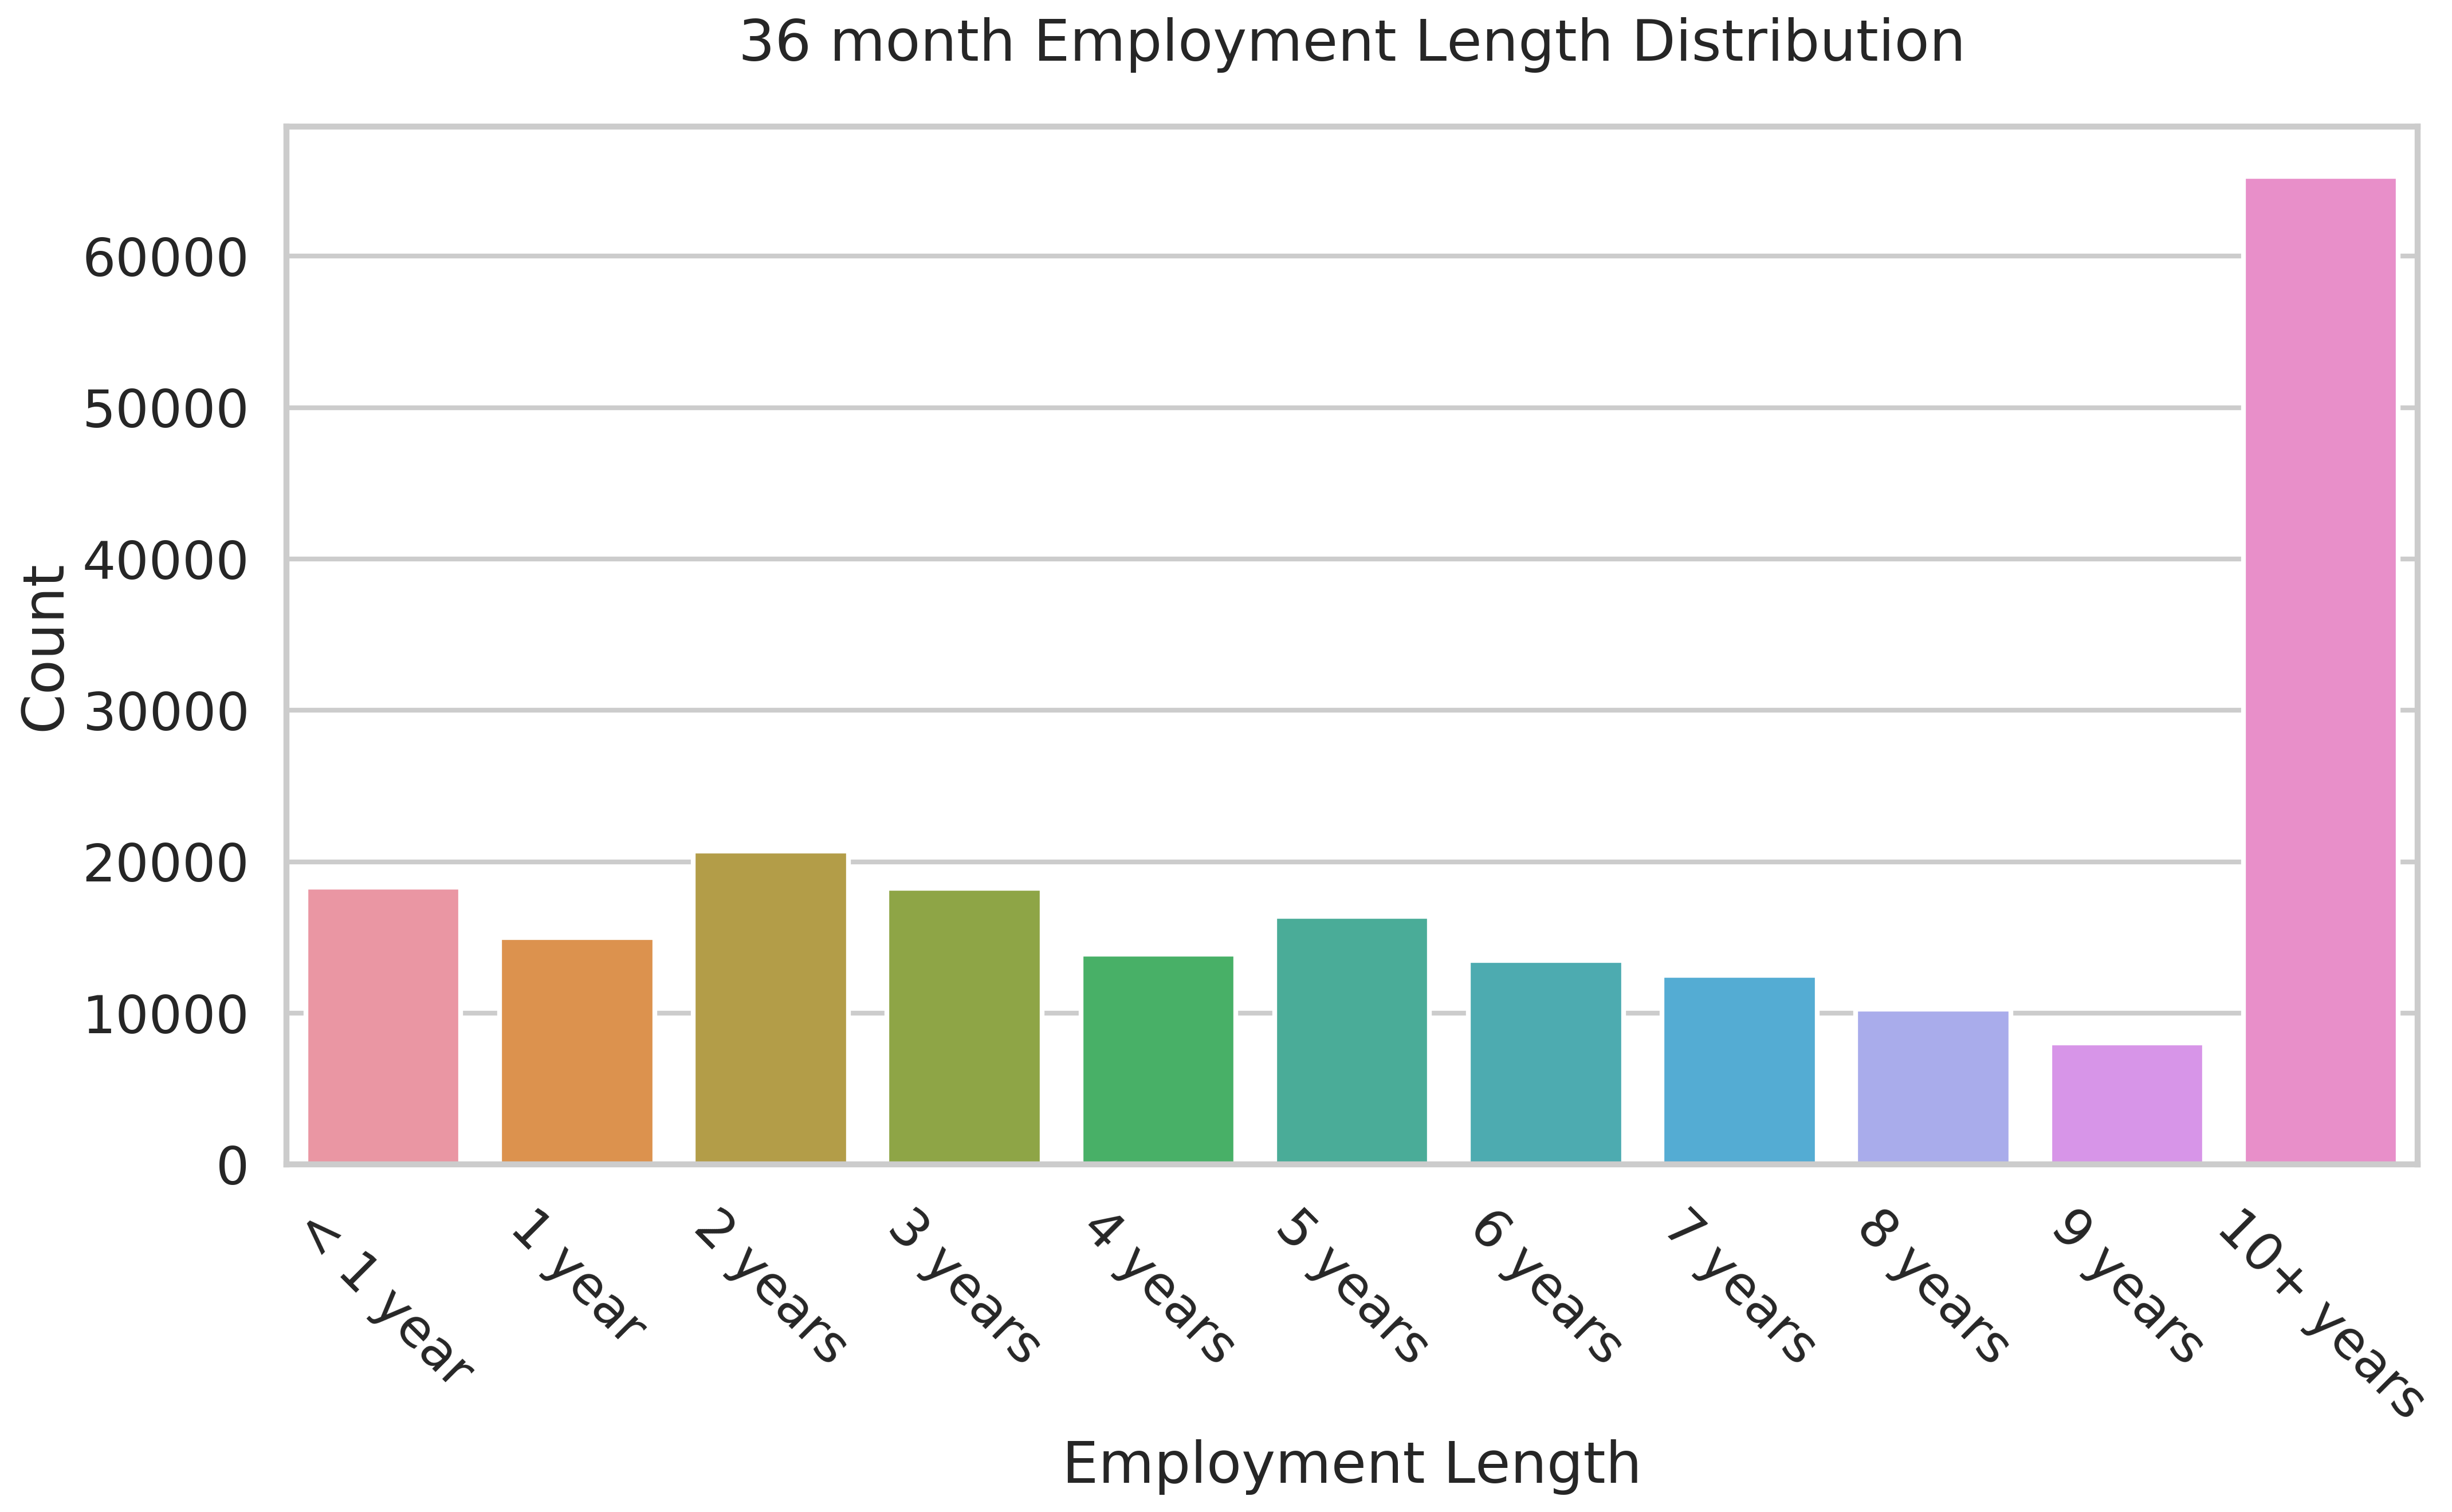 36 month Employment Length Distribution
Count
60000
50000
40000
30000
20000
10000
0
< 1 year
1 year
2 years
3 years
4 years
5 years
6 years
7 years
8 years
9 years
10+ years
Employment Length